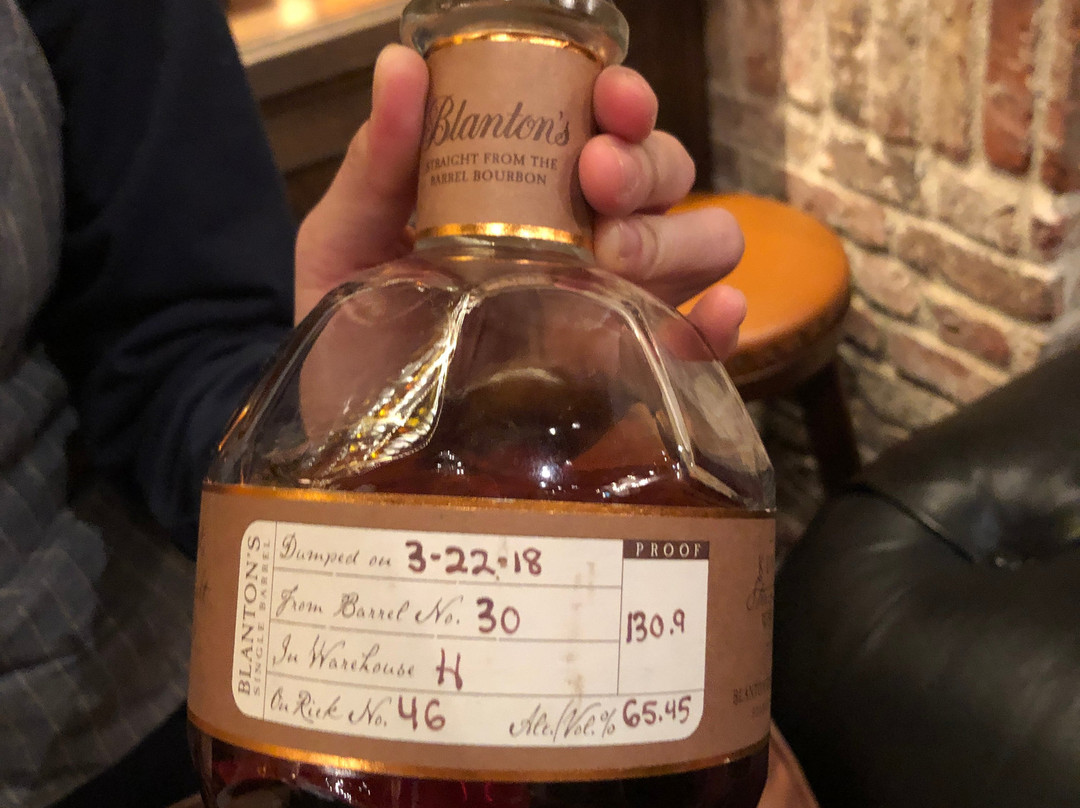 Blanton's
STRAIGHT FROM THE
BARREL BOURBON
BLANTON'S
SINGLE BARREL
Dumped on 3-22-18
From Barrel No. 30
In Warehouse H
On Rick No. 46
Alc./Vol.% 65.45
PROOF
130.9